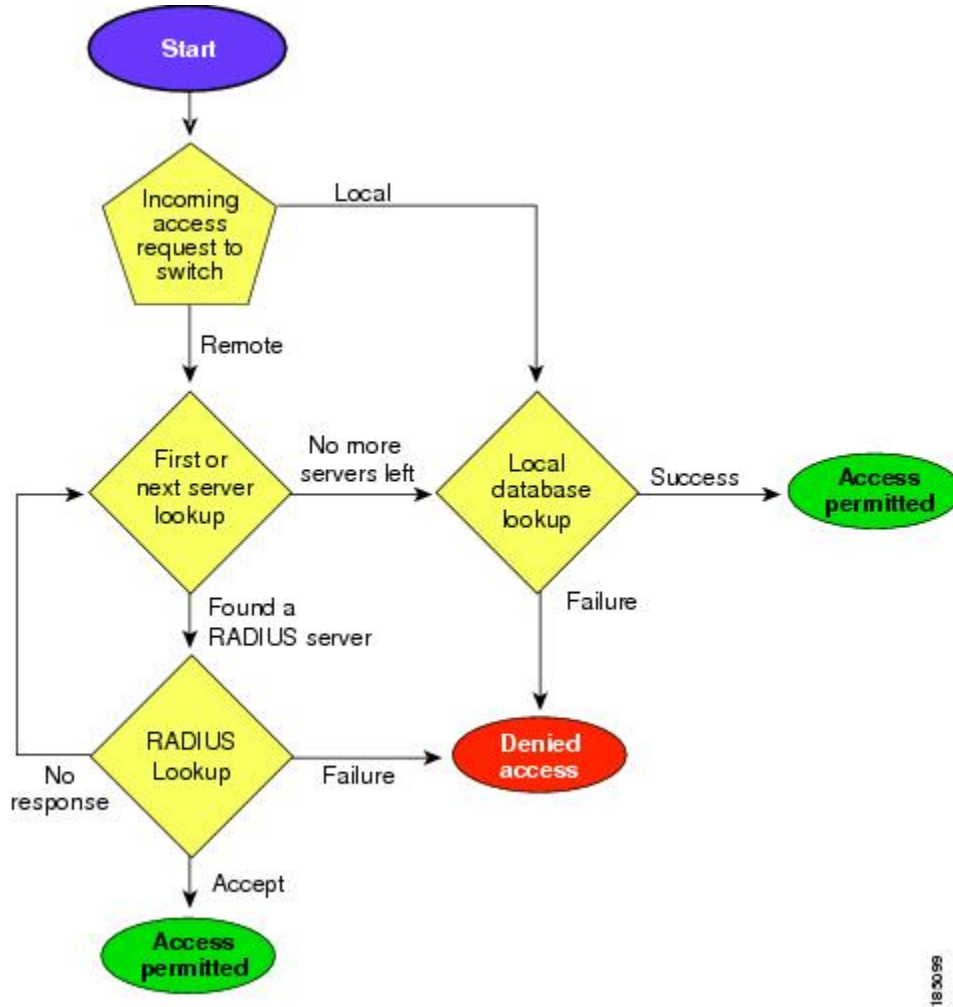 Start
Incoming
access
request to
switch
Local
Remote
First or
next server
lookup
No more
servers left
Local
database
lookup
Success
Access
permitted
Found a
RADIUS server
Failure
RADIUS
Lookup
No
response
Failure
Denied
access
Accept
Access
permitted
185099